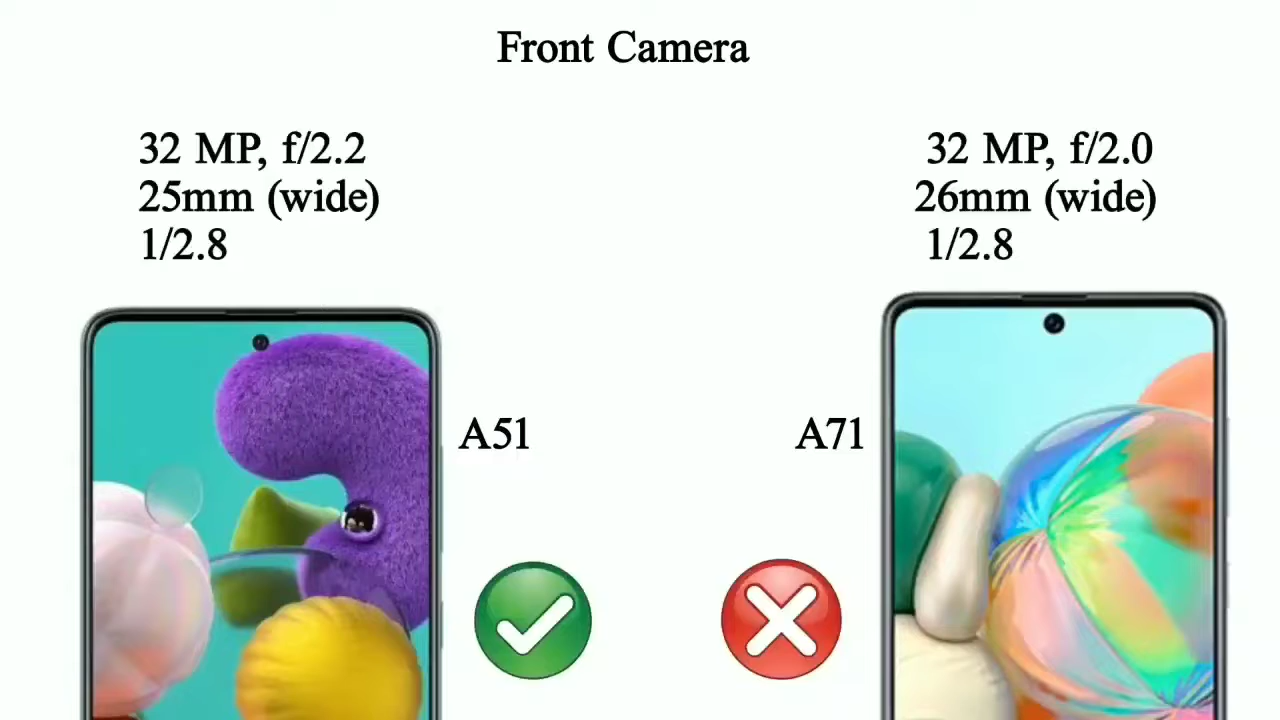 Front Camera
32 MP, f/2.2
25mm (wide)
1/2.8
32 MP, f/2.0
26mm (wide)
1/2.8
A51
A71